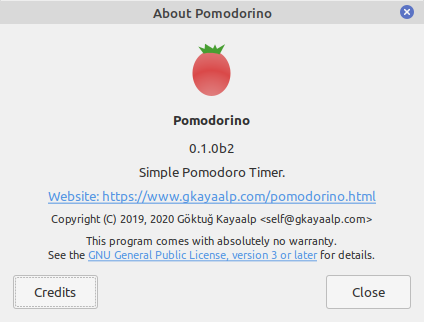 About Pomodorino
Pomodorino
0.1.0b2
Simple Pomodoro Timer.
Website: https://www.gkayaalp.com/pomodorino.html
Copyright (C) 2019, 2020 Göktuğ Kayaalp <self@gkayaalp.com>
This program comes with absolutely no warranty.
See the GNU General Public License, version 3 or later for details.
Credits
Close